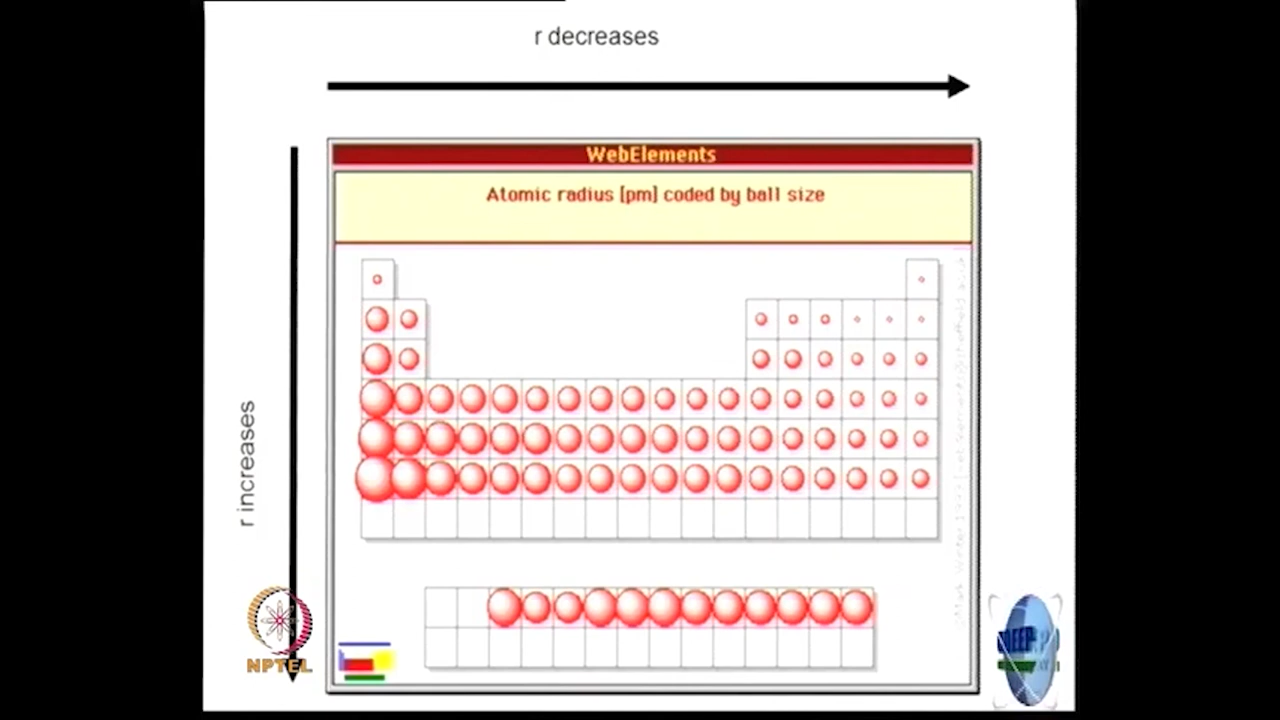 r decreases
WebElements
Atomic radius [pm] coded by ball size
r increases
NPTEL